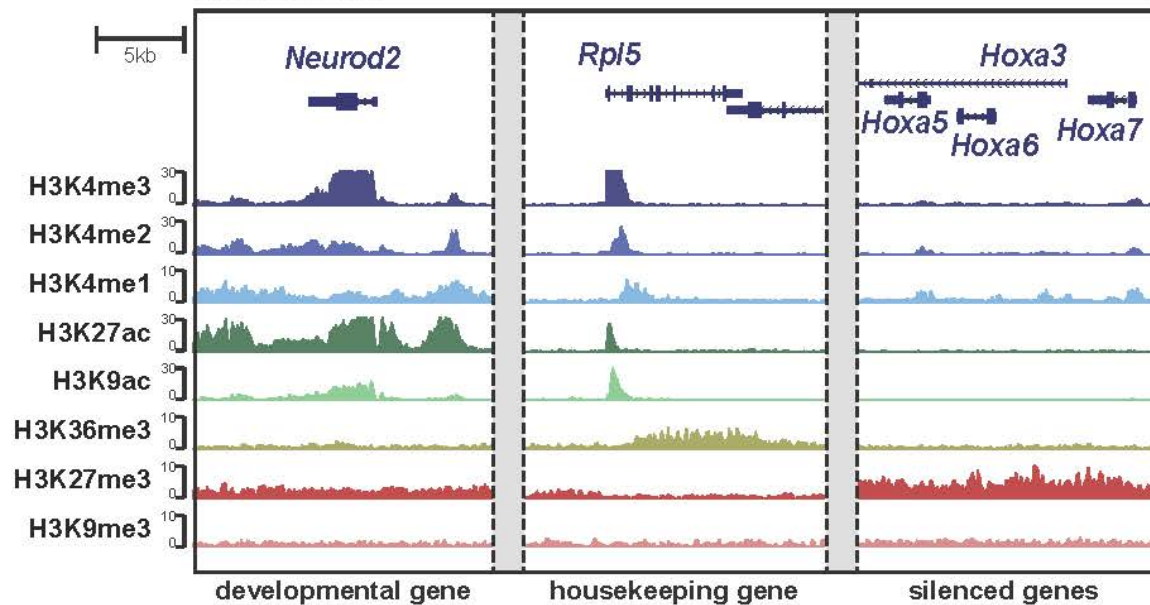 5kb
Neurod2
Rpl5
Hoxa3
Hoxa5
Hoxa6
Hoxa7
H3K4me3 30 0
H3K4me2 30 0
H3K4me1 10 0
H3K27ac 30 0
H3K9ac 30 0
H3K36me3 10 0
H3K27me3 10 0
H3K9me3 10 0
developmental gene housekeeping gene silenced genes